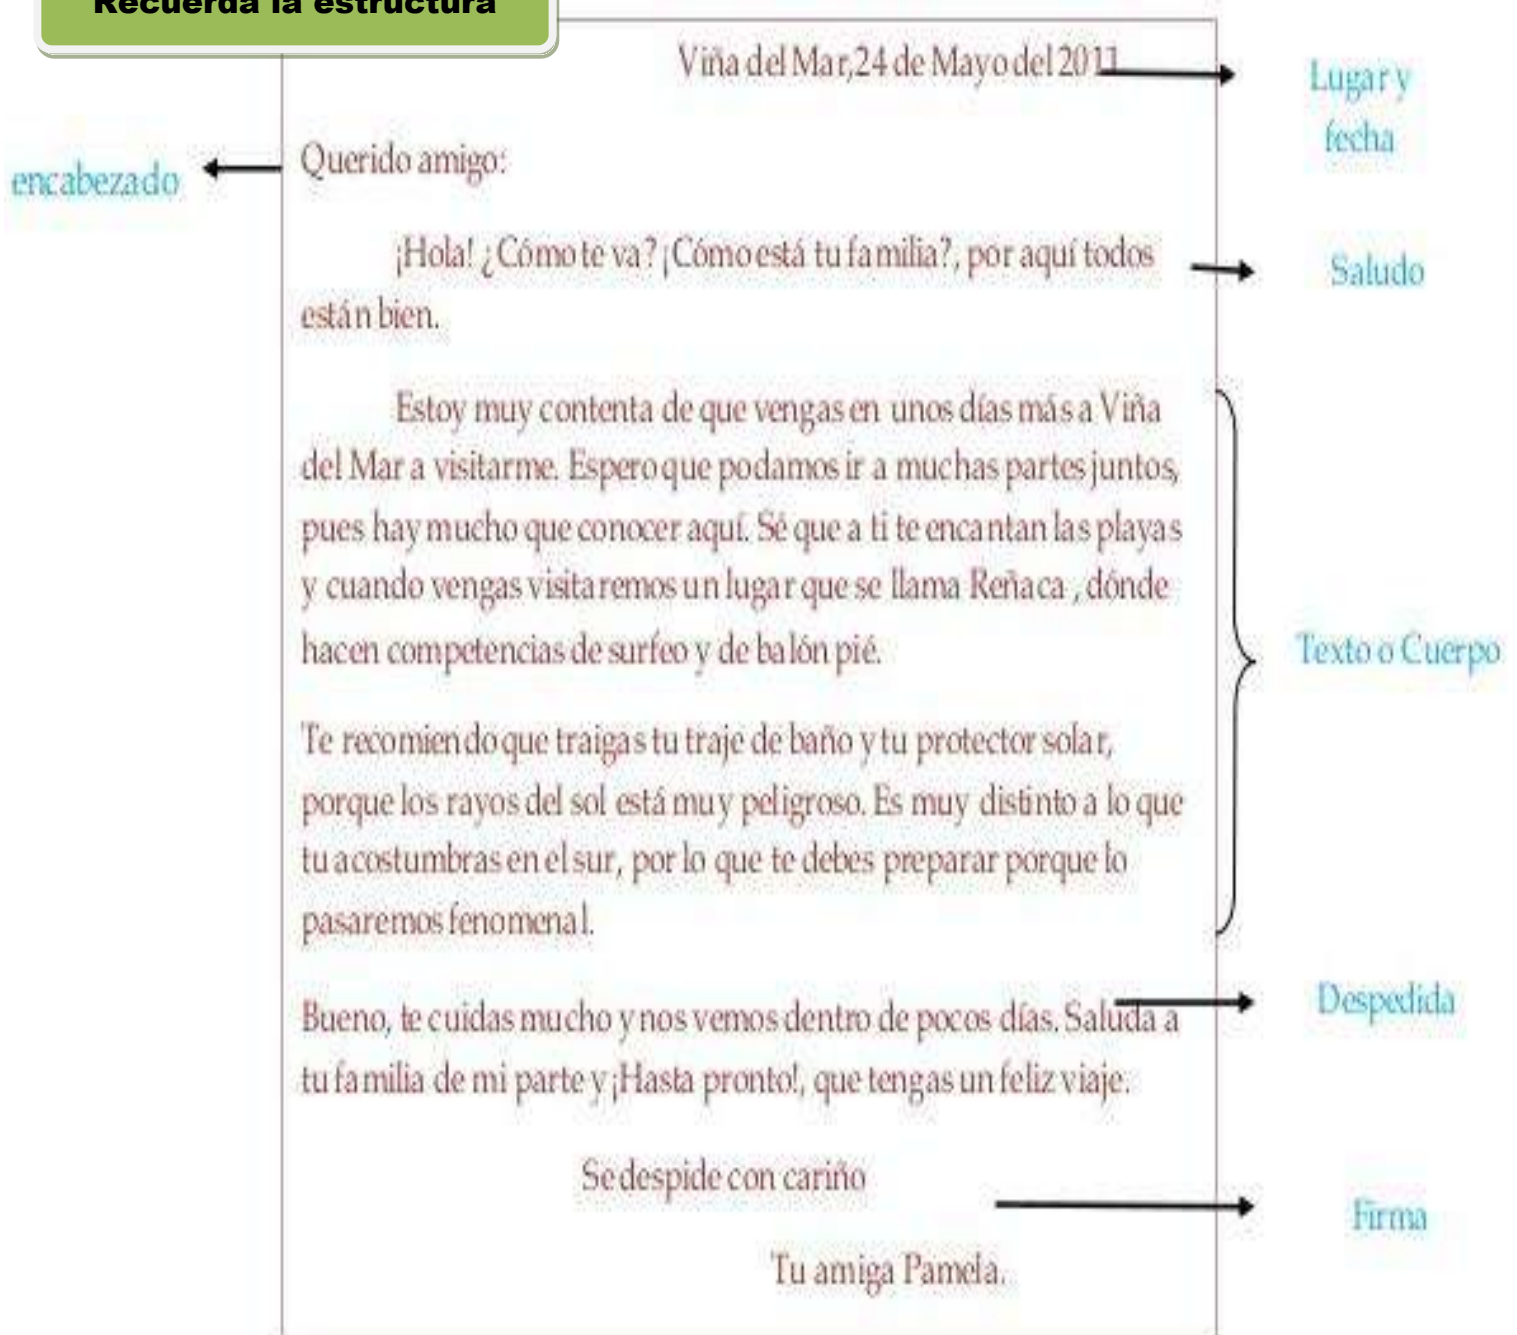 Recuerda la estructura
Viña del Mar,24 de Mayo del 2011
Lugar y
fecha
encabezado
Querido amigo:
¡Hola! ¿Cómo te va? ¡Cómo está tu familia?, por aquí todos
están bien.
Saludo
Estoy muy contenta de que vengas en unos días más a Viña
del Mar a visitarme. Espero que podamos ir a muchas partes juntos,
pues hay mucho que conocer aquí. Sé que a ti te encantan las playas
y cuando vengas visitaremos un lugar que se llama Reñaca , dónde
hacen competencias de surfeo y de balón pié.
Texto o Cuerpo
Te recomiendo que traigas tu traje de baño y tu protector solar,
porque los rayos del sol está muy peligroso. Es muy distinto a lo que
tu acostumbras en el sur, por lo que te debes preparar porque lo
pasaremos fenomenal.
Bueno, te cuidas mucho y nos vemos dentro de pocos días. Saluda a
tu familia de mi parte y ¡Hasta pronto!, que tengas un feliz viaje.
Despedida
Se despide con cariño
Firma
Tu amiga Pamela.